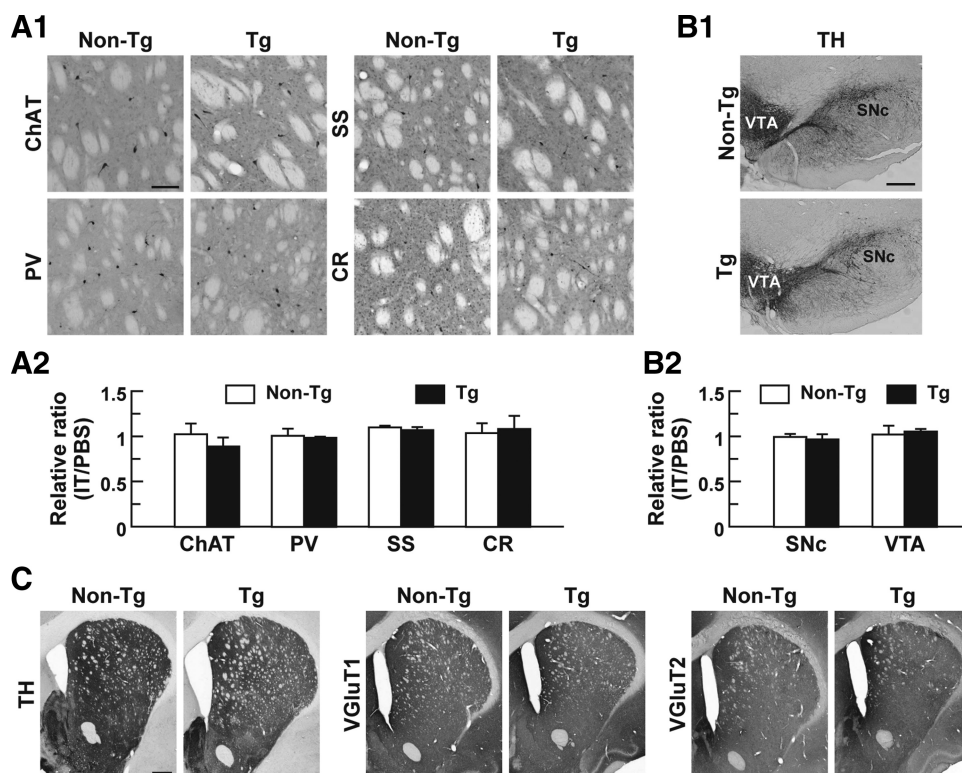 A1
Non-Tg Tg Non-Tg Tg
ChAT
SS
PV
CR
B1
TH
Non-Tg
VTA SNc
Tg
VTA SNc
A2
Relative ratio
(IT/PBS)
1.5
1
0.5
0
Non-Tg Tg
ChAT PV SS CR
B2
Relative ratio
(IT/PBS)
1.5
1
0.5
0
Non-Tg Tg
SNc VTA
C
Non-Tg Tg Non-Tg Tg Non-Tg Tg
TH
VGluT1
VGluT2